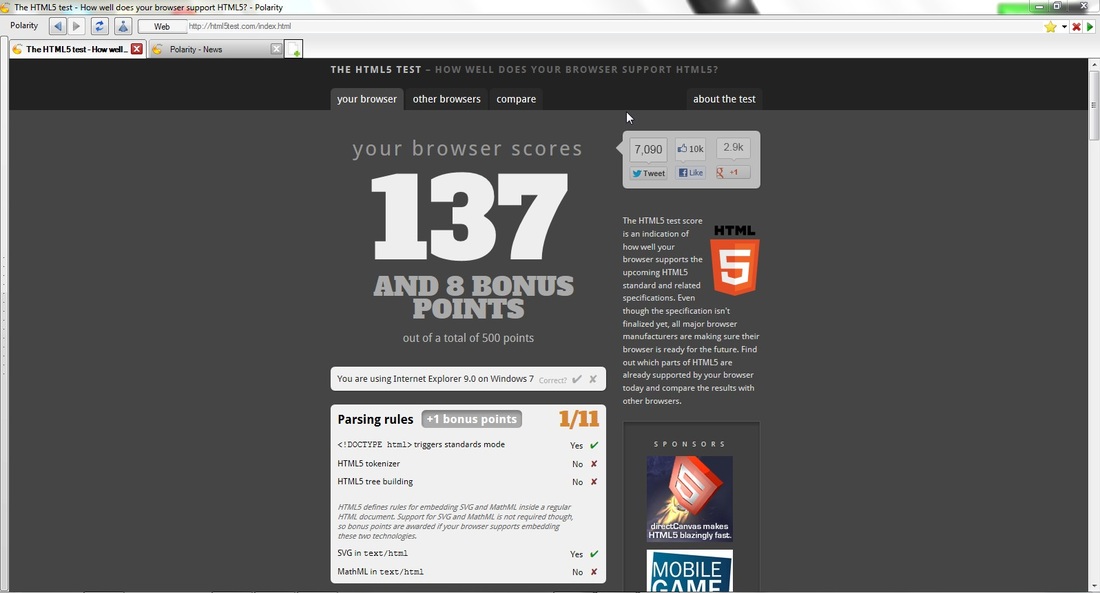 The HTML5 test - How well does your browser support HTML5? - Polarity
Polarity
Web
http://html5test.com/index.html
The HTML5 test - How well ...
Polarity - News
THE HTML5 TEST – HOW WELL DOES YOUR BROWSER SUPPORT HTML5?
your browser
other browsers
compare
about the test
your browser scores
137
AND 8 BONUS
POINTS
out of a total of 500 points
7,090
10k
2.9k
Tweet
Like
+1
The HTML5 test score
is an indication of
how well your
browser supports the
upcoming HTML5
standard and related
specifications. Even
though the specification isn't
finalized yet, all major browser
manufacturers are making sure their
browser is ready for the future. Find
out which parts of HTML5 are
already supported by your browser
today and compare the results with
other browsers.
HTML
5
You are using Internet Explorer 9.0 on Windows 7 Correct? ✔ ✘
Parsing rules +1 bonus points 1/11
<!DOCTYPE html> triggers standards mode Yes ✔
HTML5 tokenizer No ✘
HTML5 tree building No ✘
HTML5 defines rules for embedding SVG and MathML inside a regular
HTML document. Support for SVG and MathML is not required though,
so bonus points are awarded if your browser supports embedding
these two technologies.
SVG in text/html Yes ✔
MathML in text/html No ✘
SPONSORS
directCanvas makes
HTML5 blazingly fast.
MOBILE
GAME